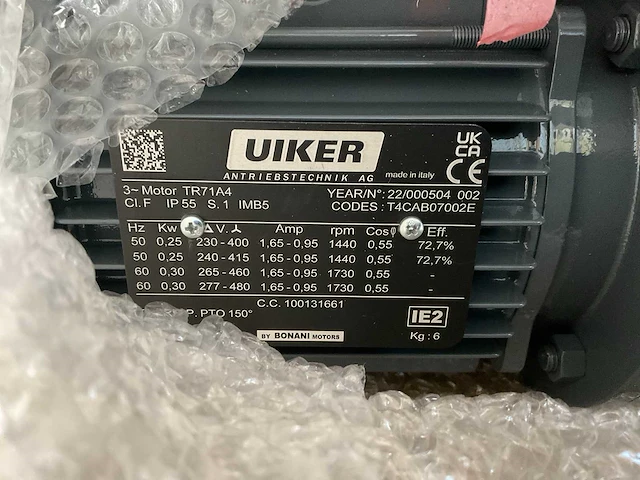 UIKER
ANTRIEBSTECHNIK AG
made in italy
UK
CA
CE
3~ Motor TR71A4
YEAR/N°: 22/000504 002
Cl.F IP 55 S.1 IMB5
CODES : T4CAB07002E
Hz Kw Δ V. Amp rpm Cosφ Eff.
50 0,25 230-400 1,65-0,95 1440 0,55 72,7%
50 0,25 240-415 1,65-0,95 1440 0,55 72,7%
60 0,30 265-460 1,65-0,95 1730 0,55 -
60 0,30 277-480 1,65-0,95 1730 0,55 -
C.C. 100131661
P. PTO 150°
IE2
BY BONANI MOTORS
Kg : 6